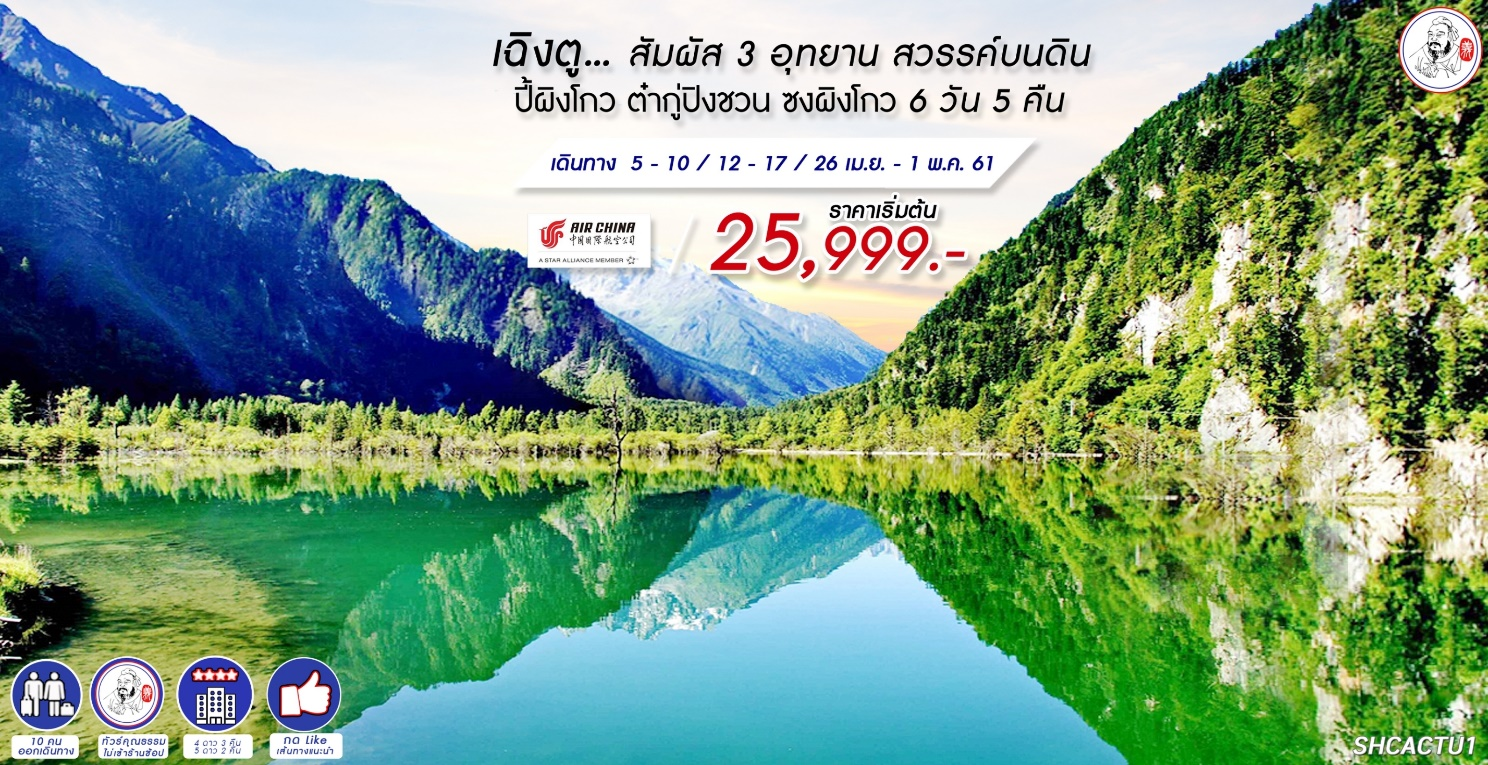 เฉิงตู... สัมผัส 3 อุทยาน สวรรค์บนดิน
ปี้ผิงโกว ต๋ากู่ปิงชวน ซงผิงโกว 6 วัน 5 คืน
เดินทาง 5 - 10 / 12 - 17 / 26 เม.ย. - 1 พ.ค. 61
ราคาเริ่มต้น
AIR CHINA
中国国际航空公司
A STAR ALLIANCE MEMBER
25,999.-
10 คน
ออกเดินทาง
ทัวร์คุณธรรม
ไม่เข้าร้านช้อป
4 ดาว 3 คืน
5 ดาว 2 คืน
กด Like
เส้นทางแนะนำ
SHCACTU1